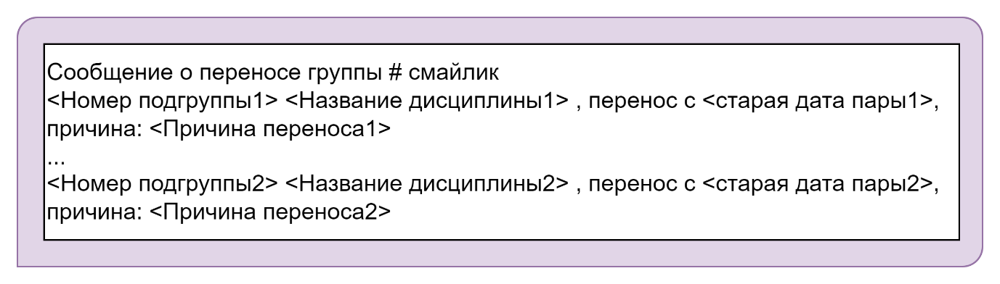 Сообщение о переносе группы # смайлик
<Номер подгруппы1> <Название дисциплины1> , перенос с <старая дата пары1>,
причина: <Причина переноса1>
...
<Номер подгруппы2> <Название дисциплины2> , перенос с <старая дата пары2>,
причина: <Причина переноса2>